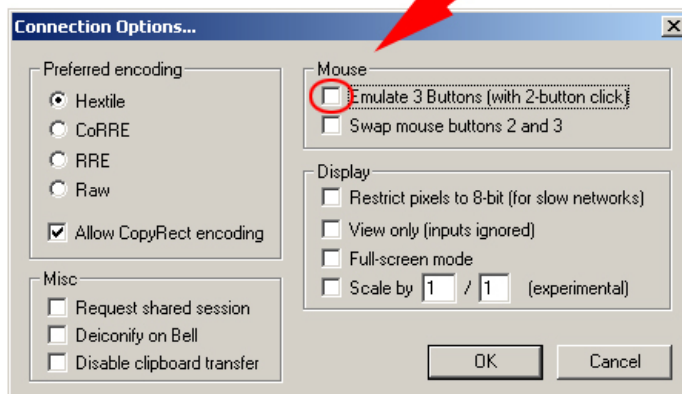 Connection Options...
Preferred encoding
Hextile
CoRRE
RRE
Raw
Allow CopyRect encoding
Misc
Request shared session
Deiconify on Bell
Disable clipboard transfer
Mouse
Emulate 3 Buttons (with 2-button click)
Swap mouse buttons 2 and 3
Display
Restrict pixels to 8-bit (for slow networks)
View only (inputs ignored)
Full-screen mode
Scale by 1 / 1 (experimental)
OK Cancel